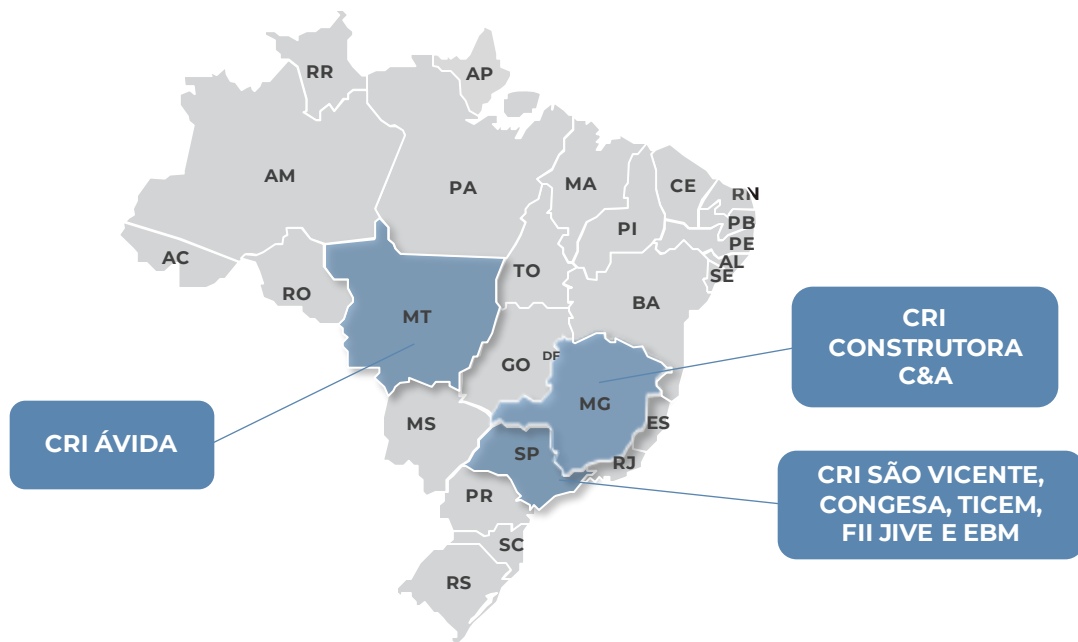 RR
AP
AM
PA
MA
CE
RN
PB
PE
AL
SE
PI
AC
TO
RO
BA
MT
GO
DF
MG
ES
MS
SP
RJ
PR
SC
RS
CRI ÁVIDA
CRI
CONSTRUTORA
C&A
CRI SÃO VICENTE,
CONGESA, TICEM,
FII JIVE E EBM